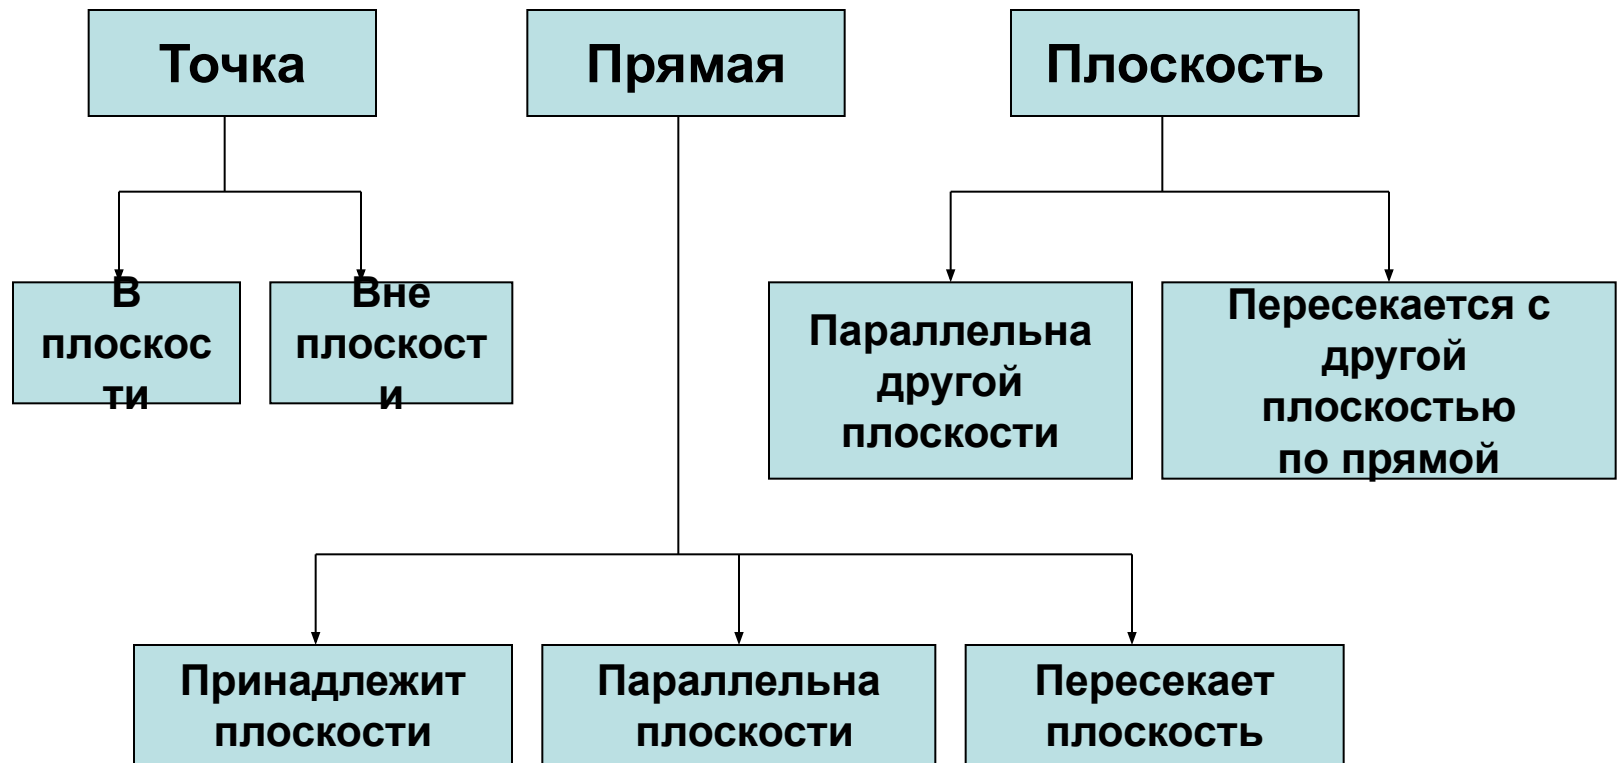 Точка
Прямая
Плоскость
В
плоскос
ти
Вне
плоскост
и
Параллельна
другой
плоскости
Пересекается с
другой
плоскостью
по прямой
Принадлежит
плоскости
Параллельна
плоскости
Пересекает
плоскость